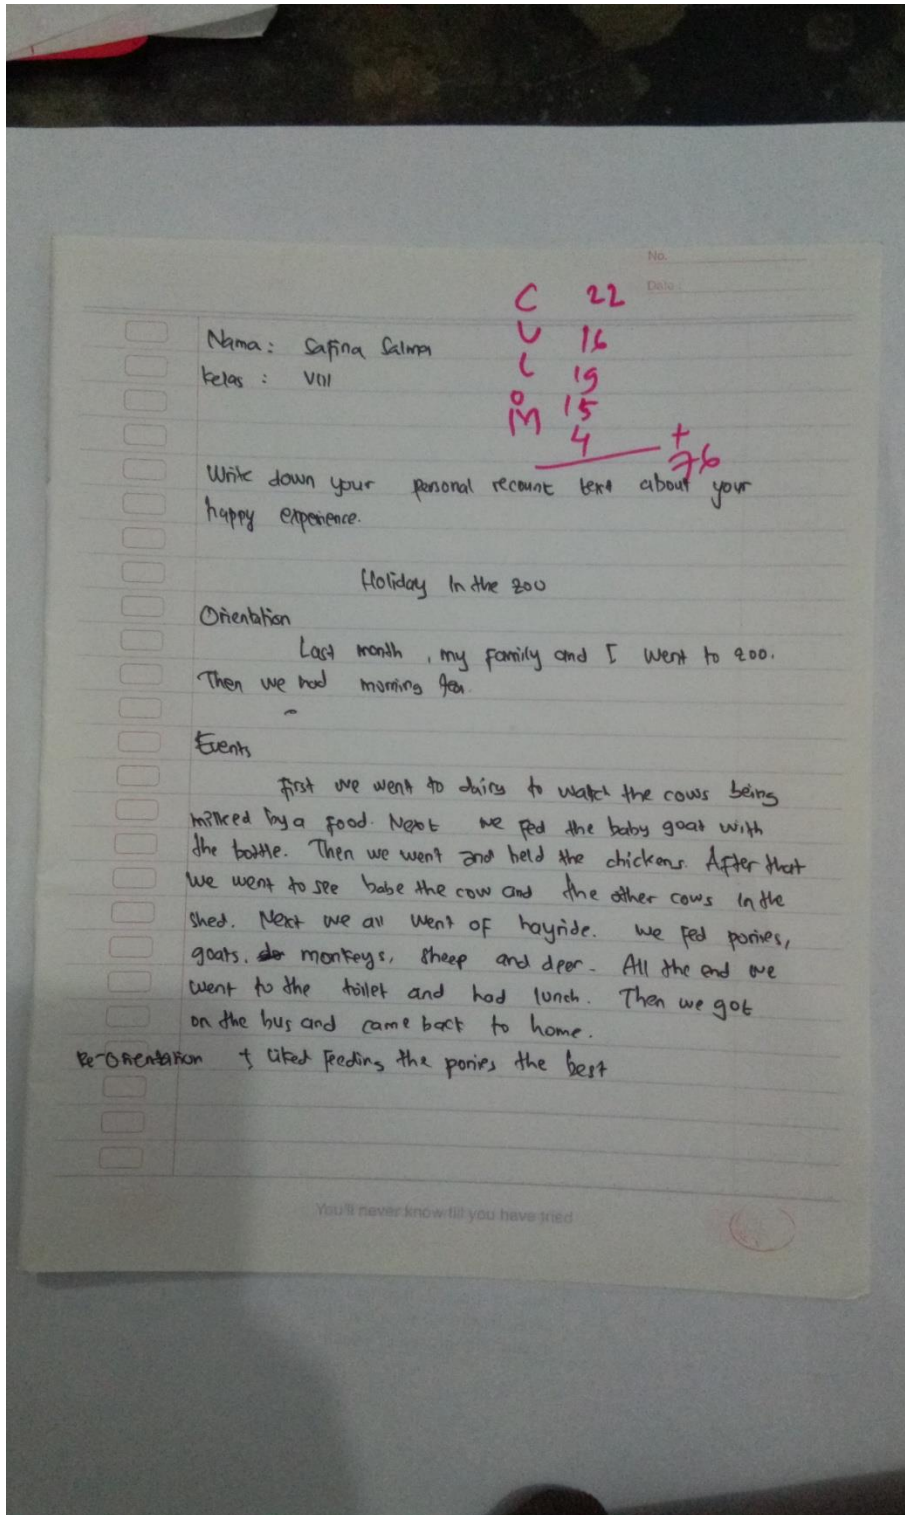 No.
Date :
C 22
U 16
L 19
O 15
M 4 +
76
Nama : Safina Salma
Kelas : VIII
Write down your personal recount text about your
happy experience.
Holiday In the zoo
Orientation
Last month , my family and I went to zoo.
Then we had morning tea.
Events
First we went to dairy to watch the cows being
milked by a food. Next we fed the baby goat with
the bottle. Then we went and held the chickens. After that
we went to see babe the cow and the other cows in the
shed. Next we all went of hayride. we fed ponies,
goats, monkeys, sheep and deer. All the end we
went to the toilet and had lunch. Then we got
on the bus and came back to home.
Re-Orientation I liked feeding the ponies the best
You'll never know till you have tried